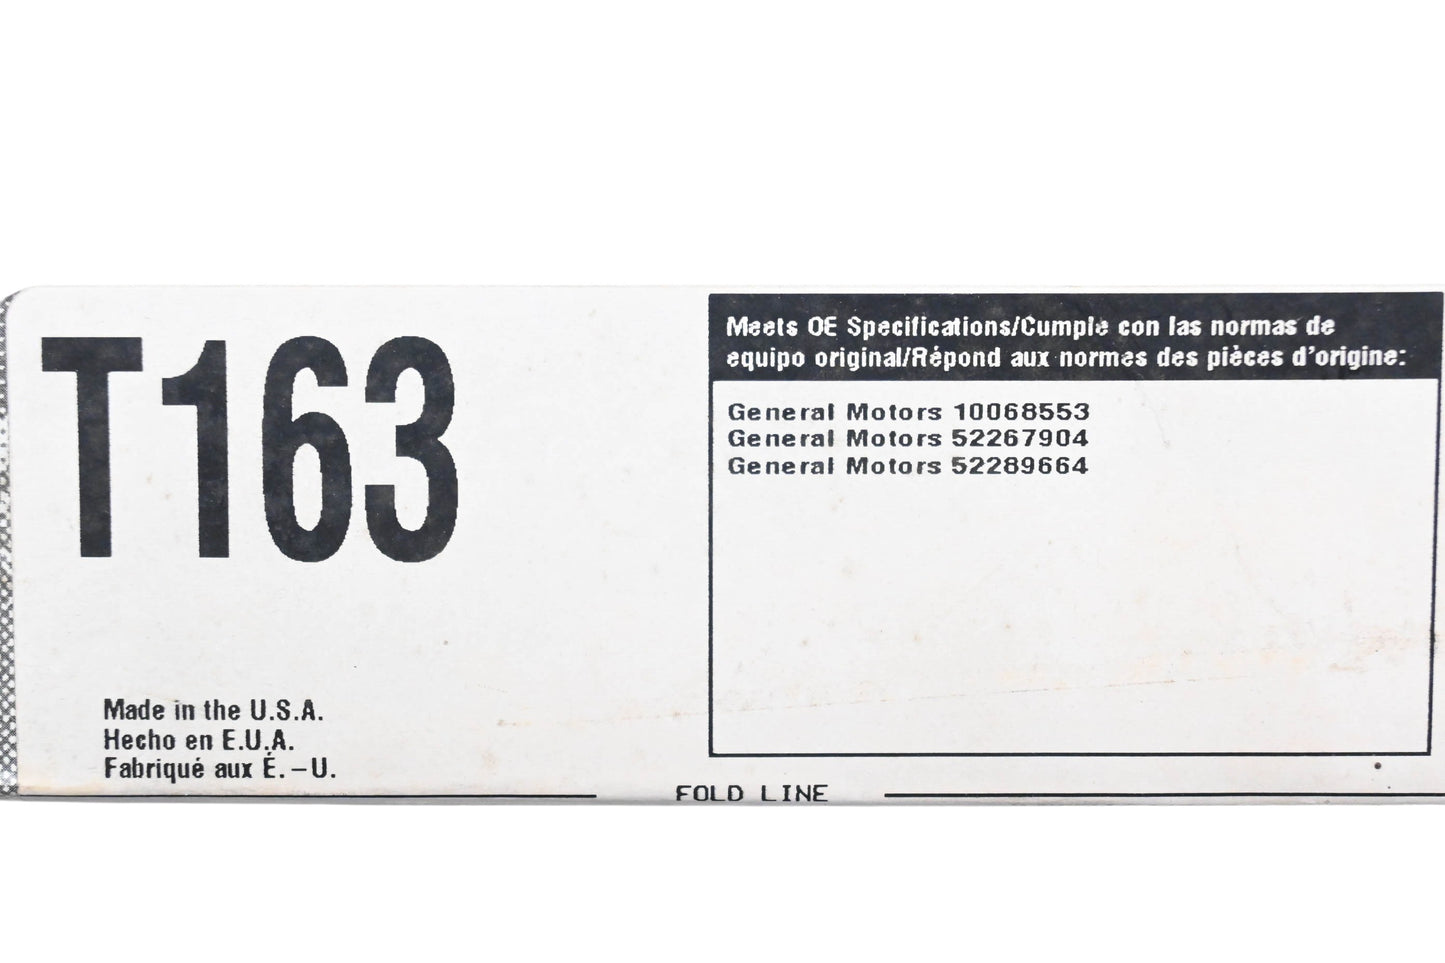 T163
Meets OE Specifications/Cumple con las normas de
equipo original/Répond aux normes des pièces d'origine:
General Motors 10068553
General Motors 52267904
General Motors 52289664
Made in the U.S.A.
Hecho en E.U.A.
Fabriqué aux É.-U.
FOLD LINE